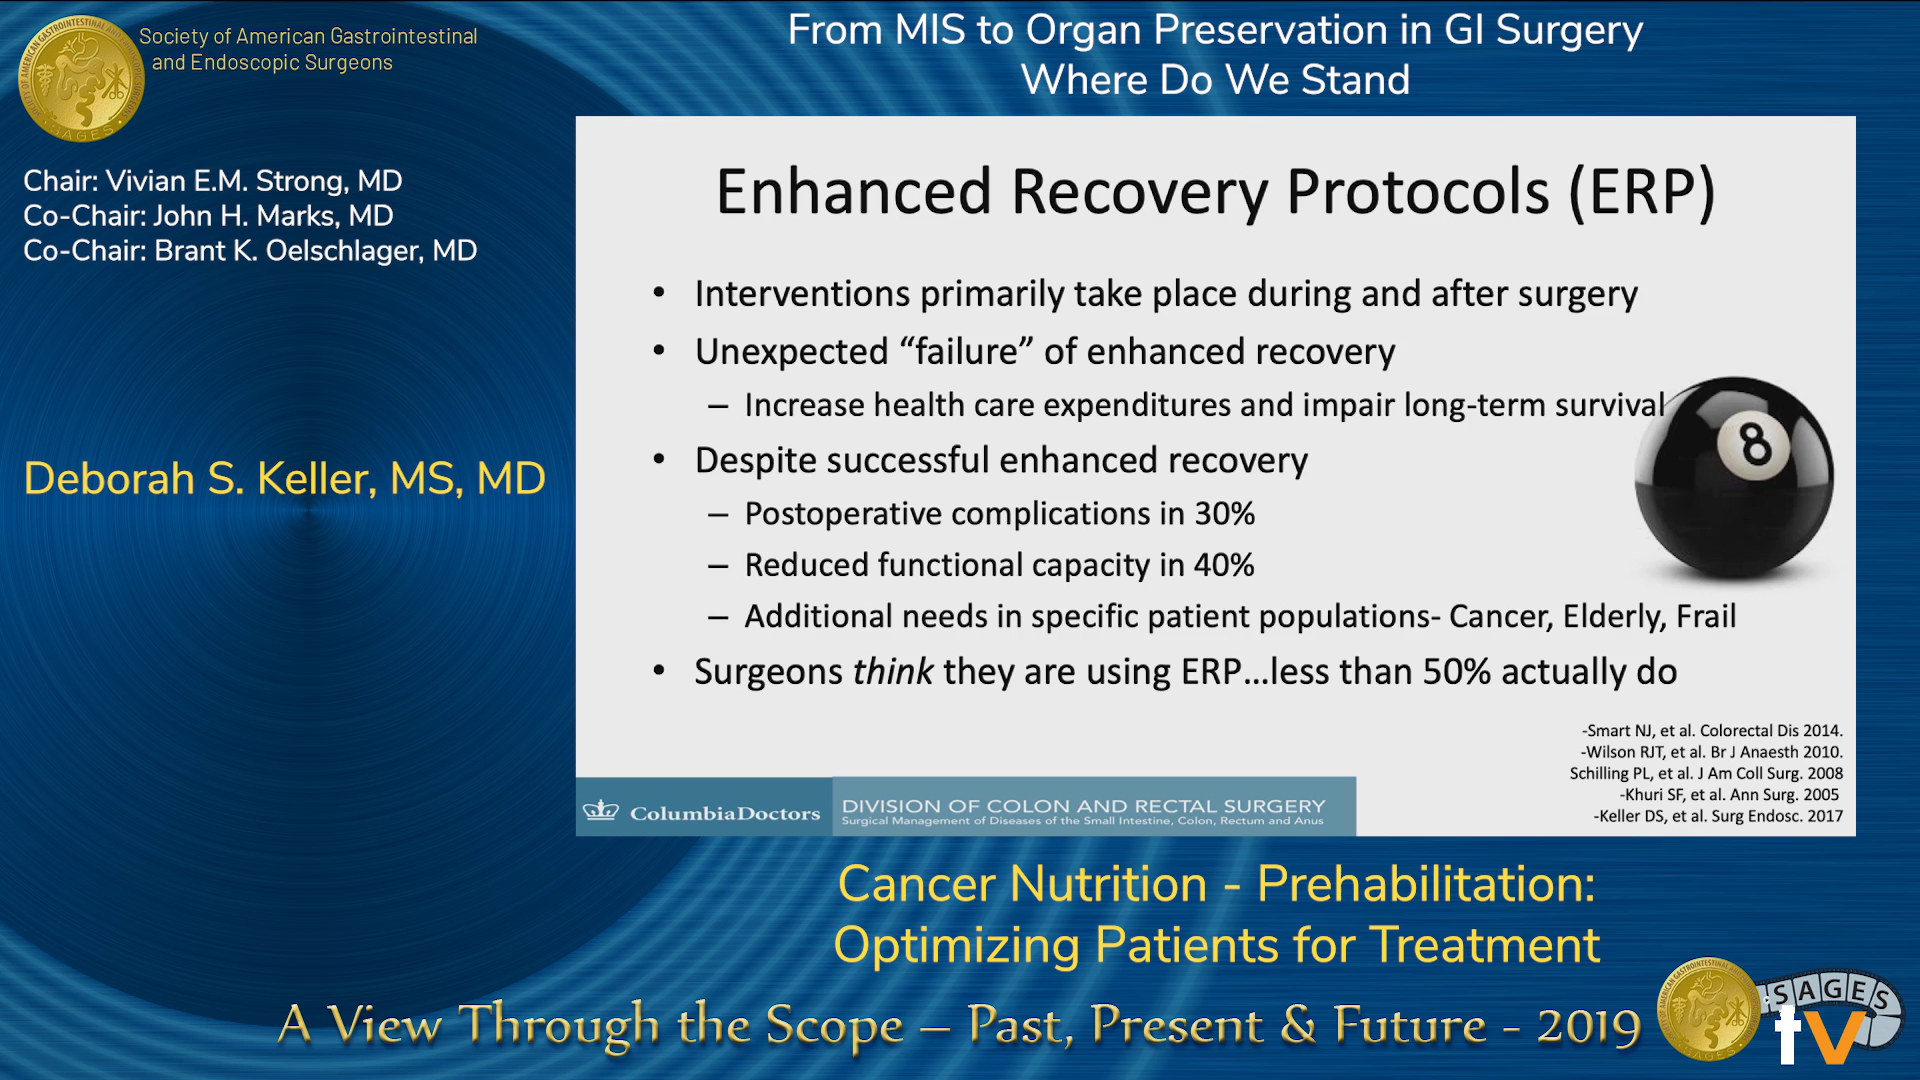 Society of American Gastrointestinal
and Endoscopic Surgeons
From MIS to Organ Preservation in GI Surgery
Where Do We Stand
Chair: Vivian E.M. Strong, MD
Co-Chair: John H. Marks, MD
Co-Chair: Brant K. Oelschlager, MD
Deborah S. Keller, MS, MD
Enhanced Recovery Protocols (ERP)
• Interventions primarily take place during and after surgery
• Unexpected “failure” of enhanced recovery
– Increase health care expenditures and impair long-term survival
• Despite successful enhanced recovery
– Postoperative complications in 30%
– Reduced functional capacity in 40%
– Additional needs in specific patient populations- Cancer, Elderly, Frail
• Surgeons think they are using ERP...less than 50% actually do
8
-Smart NJ, et al. Colorectal Dis 2014.
-Wilson RJT, et al. Br J Anaesth 2010.
Schilling PL, et al. J Am Coll Surg. 2008
-Khuri SF, et al. Ann Surg. 2005
-Keller DS, et al. Surg Endosc. 2017
ColumbiaDoctors
DIVISION OF COLON AND RECTAL SURGERY
Surgical Management of Diseases of the Small Intestine, Colon, Rectum and Anus
Cancer Nutrition - Prehabilitation:
Optimizing Patients for Treatment
A View Through the Scope – Past, Present & Future - 2019
SAGES
tv